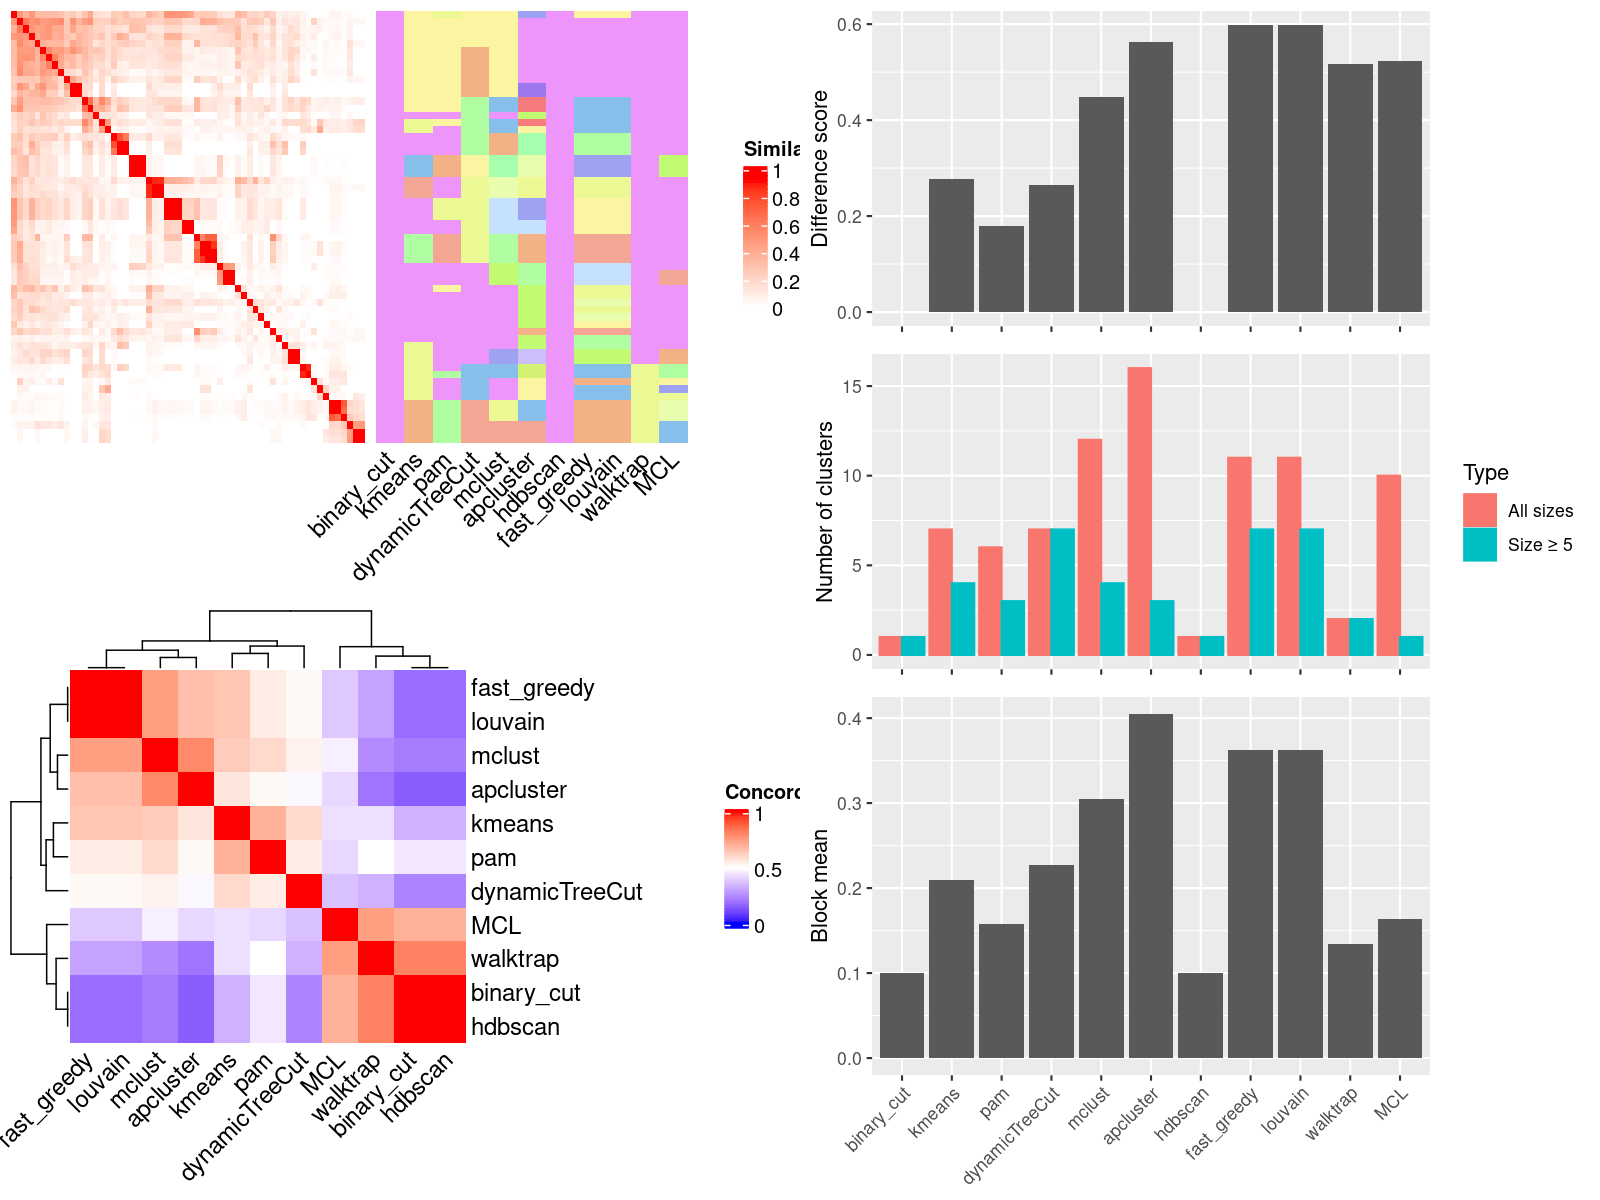 Simila
1
0.8
0.6
0.4
0.2
0
binary_cut
kmeans
pam
dynamicTreeCut
mclust
apcluster
hdbscan
fast_greedy
louvain
walktrap
MCL
fast_greedy
louvain
mclust
apcluster
kmeans
pam
dynamicTreeCut
MCL
walktrap
binary_cut
hdbscan
fast_greedy
louvain
mclust
apcluster
kmeans
pam
dynamicTreeCut
MCL
walktrap
binary_cut
hdbscan
Concord
1
0.5
0
Difference score
0.6
0.4
0.2
0.0
Number of clusters
15
10
5
0
Type
All sizes
Size ≥ 5
Block mean
0.4
0.3
0.2
0.1
0.0
binary_cut
kmeans
pam
dynamicTreeCut
mclust
apcluster
hdbscan
fast_greedy
louvain
walktrap
MCL